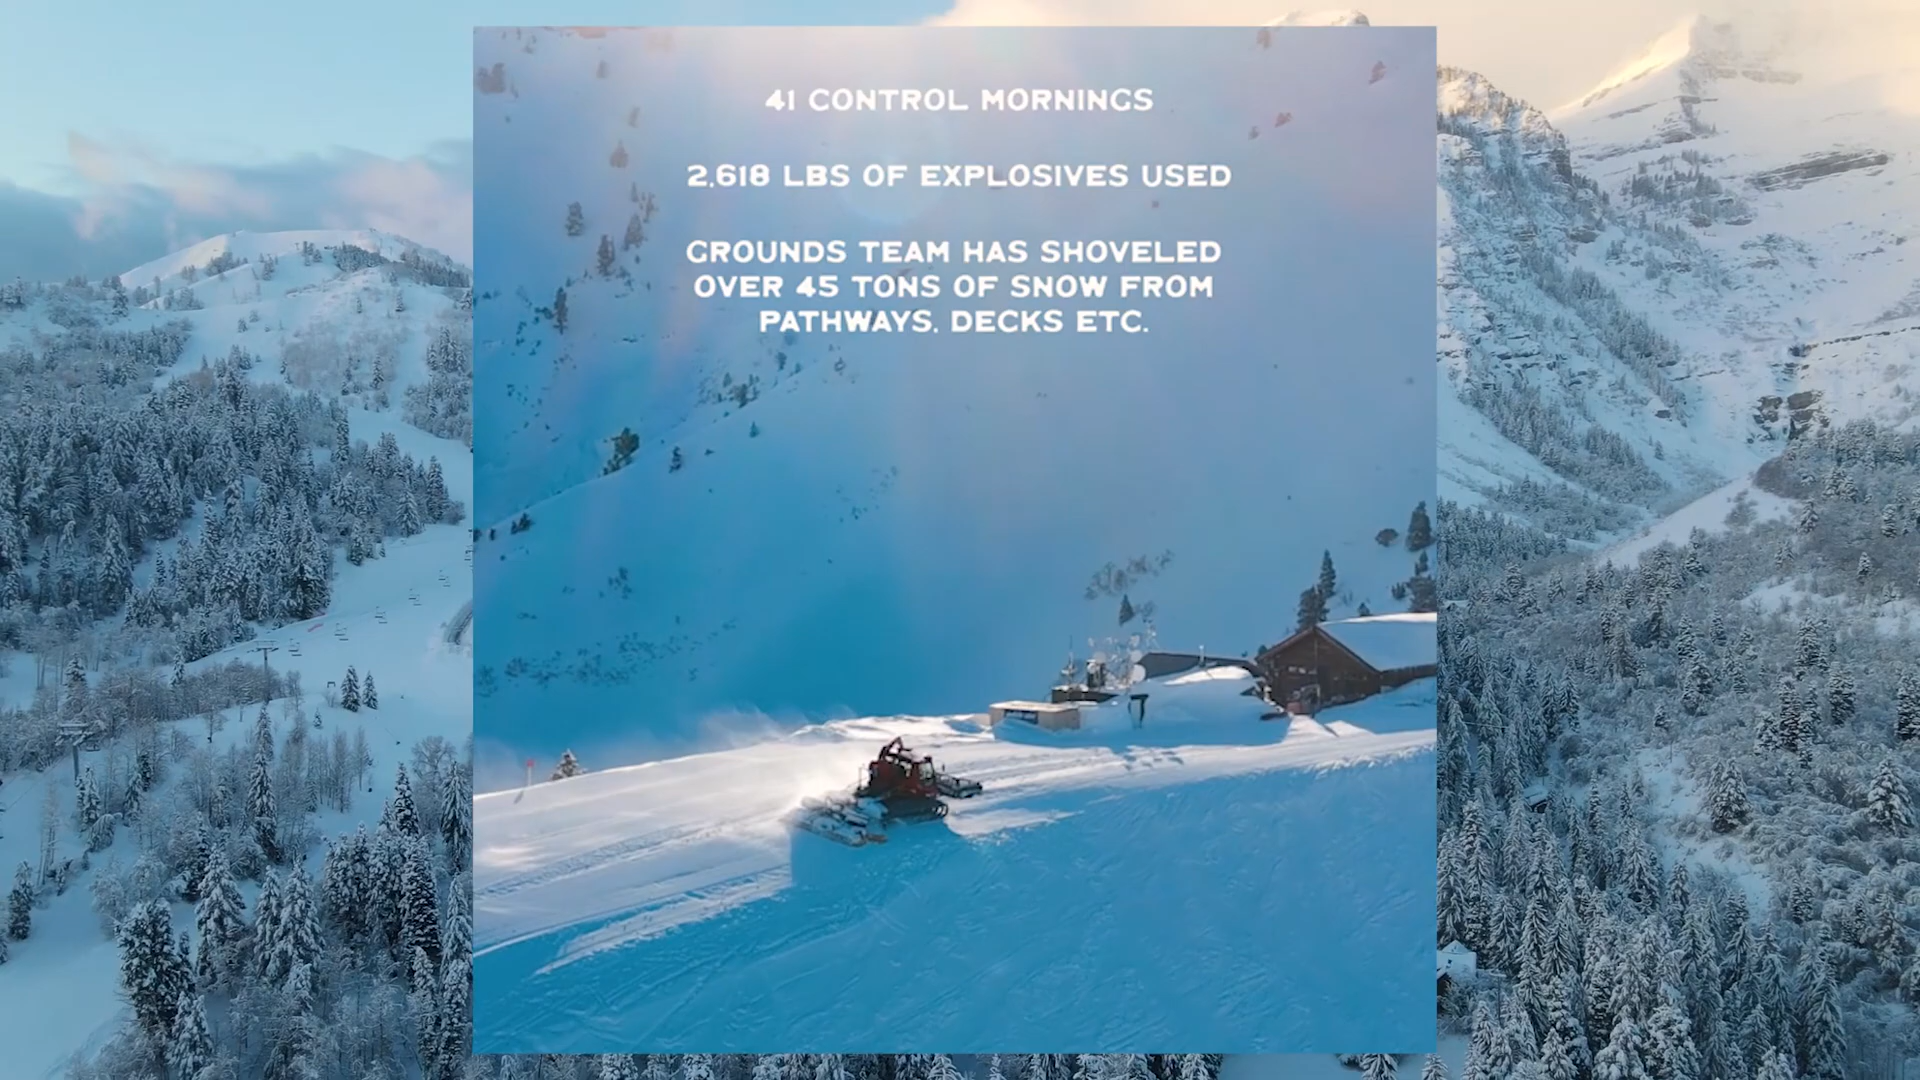 41 CONTROL MORNINGS
2,618 LBS OF EXPLOSIVES USED
GROUNDS TEAM HAS SHOVELED
OVER 45 TONS OF SNOW FROM
PATHWAYS, DECKS ETC.